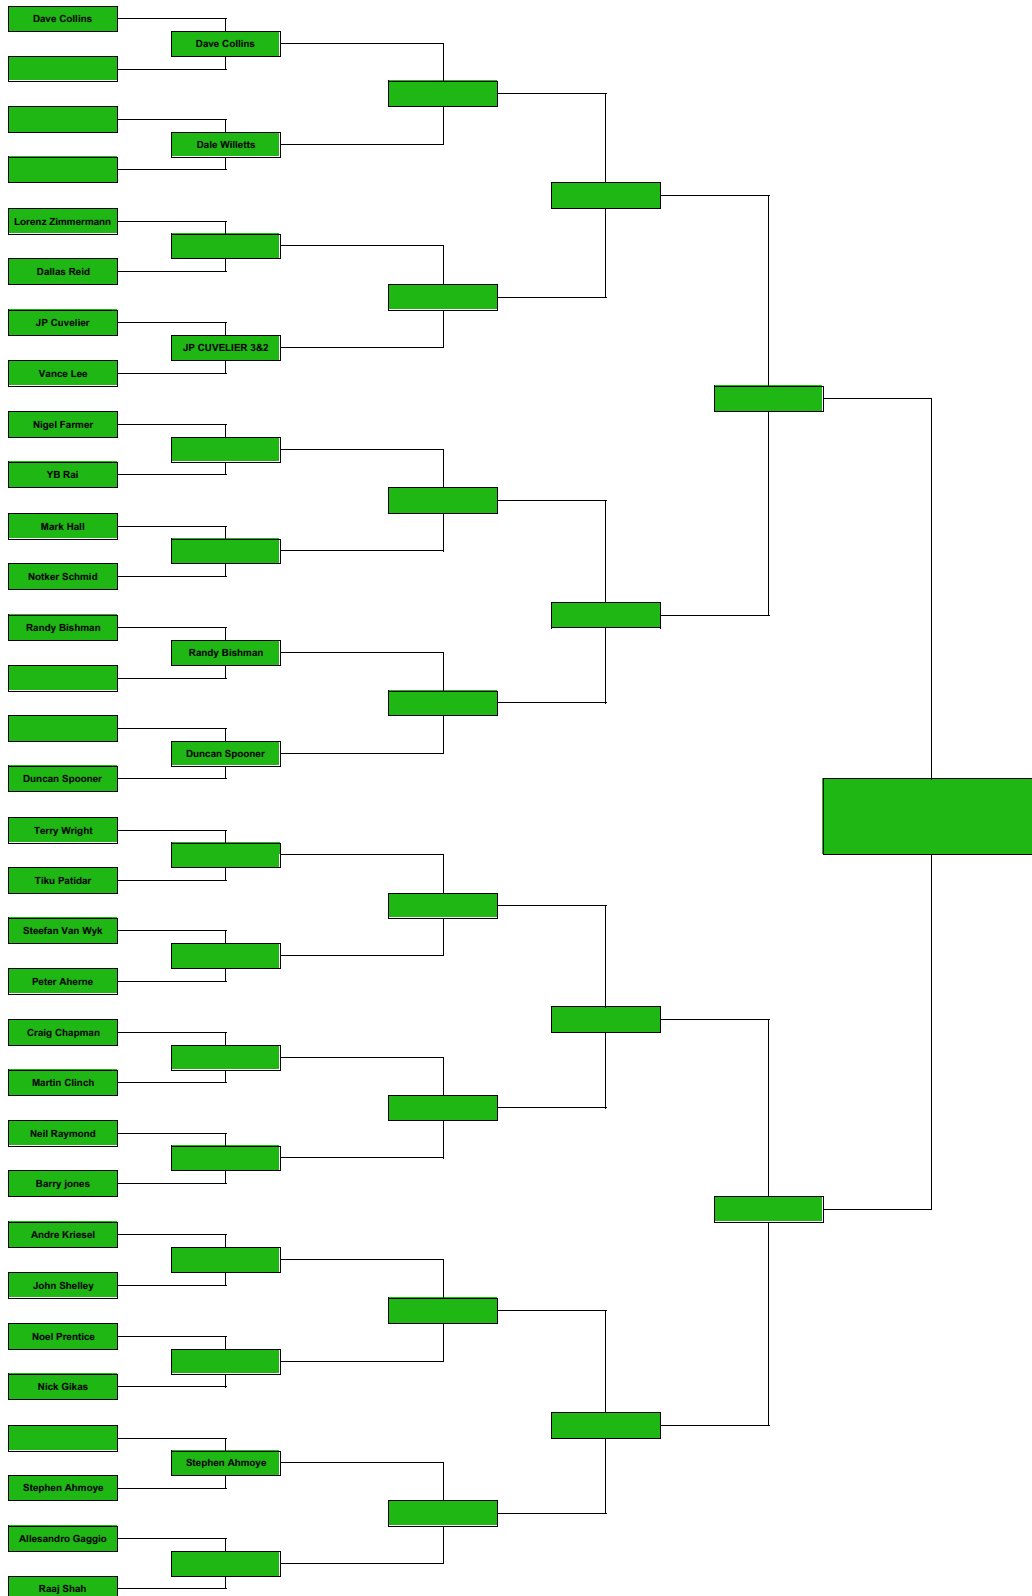 Dave Collins
Dave Collins
Dale Willetts
Lorenz Zimmermann
Dallas Reid
JP Cuvelier
JP CUVELIER 3&2
Vance Lee
Nigel Farmer
YB Rai
Mark Hall
Notker Schmid
Randy Bishman
Randy Bishman
Duncan Spooner
Duncan Spooner
Terry Wright
Tiku Patidar
Steefan Van Wyk
Peter Aherne
Craig Chapman
Martin Clinch
Neil Raymond
Barry jones
Andre Kriesel
John Shelley
Noel Prentice
Nick Gikas
Stephen Ahmoye
Stephen Ahmoye
Allesandro Gaggio
Raaj Shah